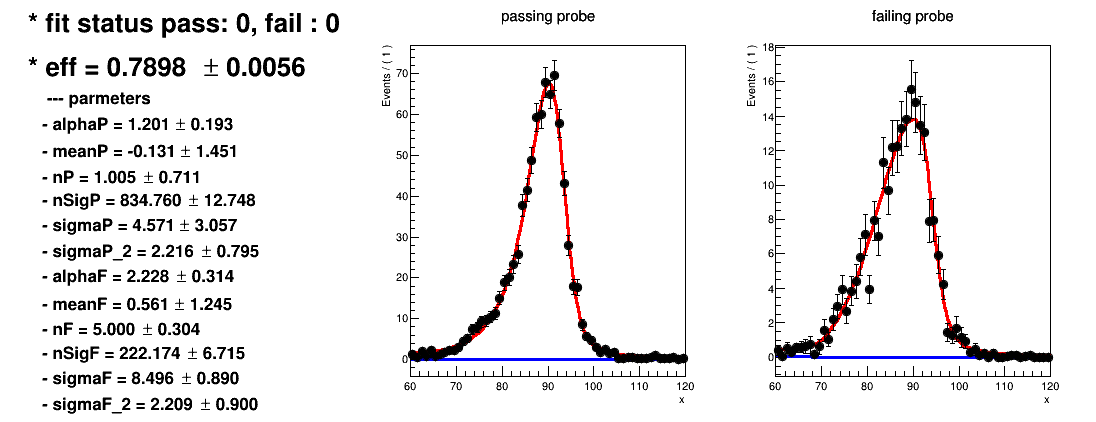 * fit status pass: 0, fail : 0
* eff = 0.7898 ± 0.0056
--- parmeters
- alphaP = 1.201 ± 0.193
- meanP = -0.131 ± 1.451
- nP = 1.005 ± 0.711
- nSigP = 834.760 ± 12.748
- sigmaP = 4.571 ± 3.057
- sigmaP_2 = 2.216 ± 0.795
- alphaF = 2.228 ± 0.314
- meanF = 0.561 ± 1.245
- nF = 5.000 ± 0.304
- nSigF = 222.174 ± 6.715
- sigmaF = 8.496 ± 0.890
- sigmaF_2 = 2.209 ± 0.900
passing probe
Events / ( 1 )
70
60
50
40
30
20
10
0
60 70 80 90 100 110 120
x
failing probe
Events / ( 1 )
18
16
14
12
10
8
6
4
2
0
60 70 80 90 100 110 120
x